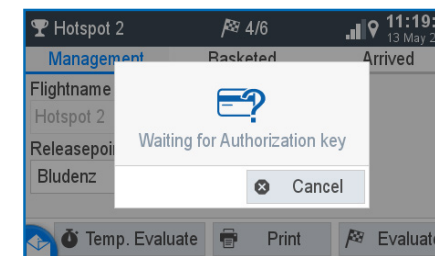 Hotspot 2 4/6 11:19:
13 May 2
Management Basketed Arrived
Flightname
Hotspot 2
Waiting for Authorization key
Releasepoi
Bludenz
Cancel
Temp. Evaluate Print Evaluate